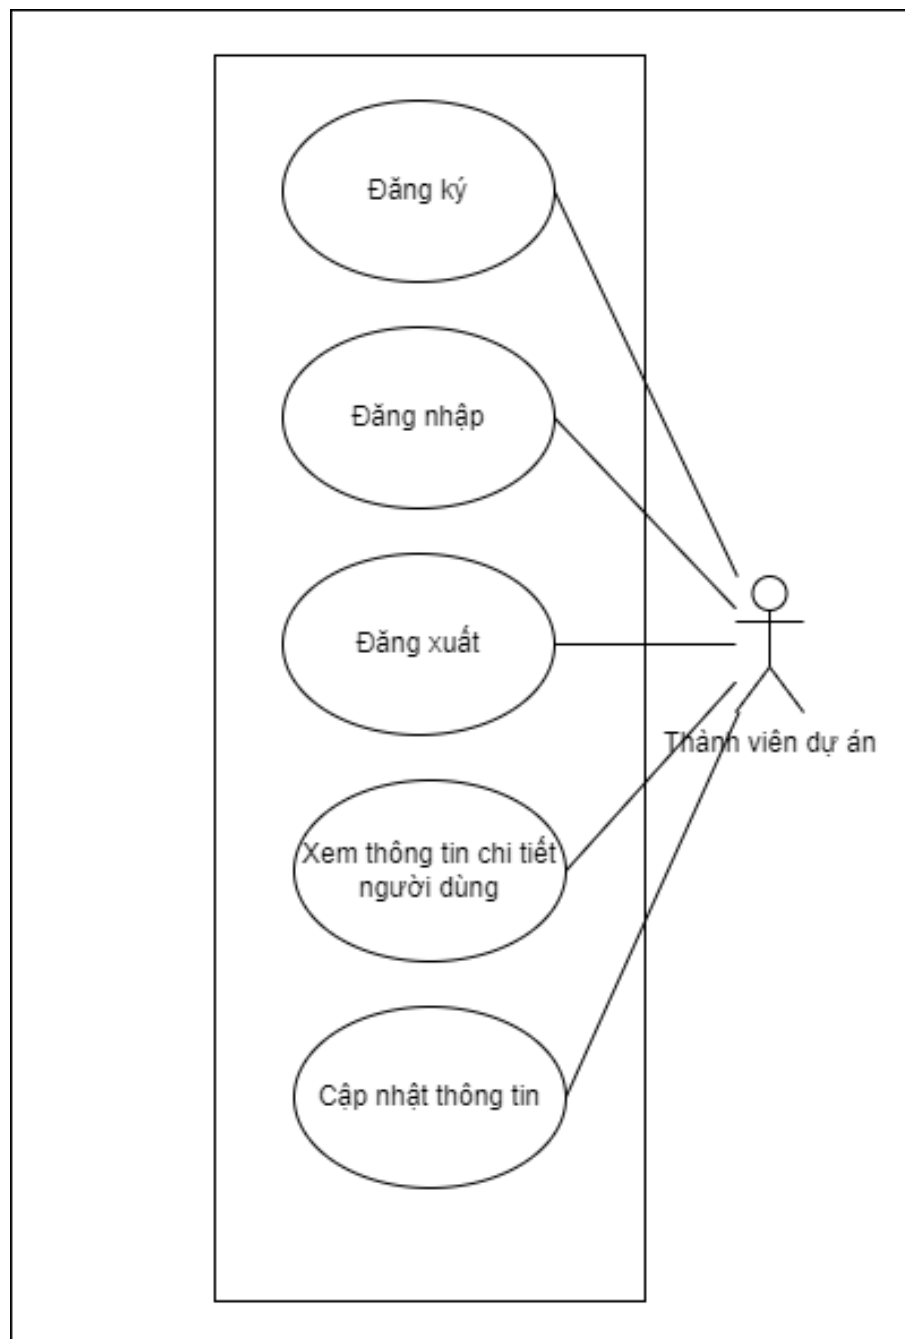 Đăng ký
Đăng nhập
Đăng xuất
Thành viên dự án
Xem thông tin chi tiết
người dùng
Cập nhật thông tin